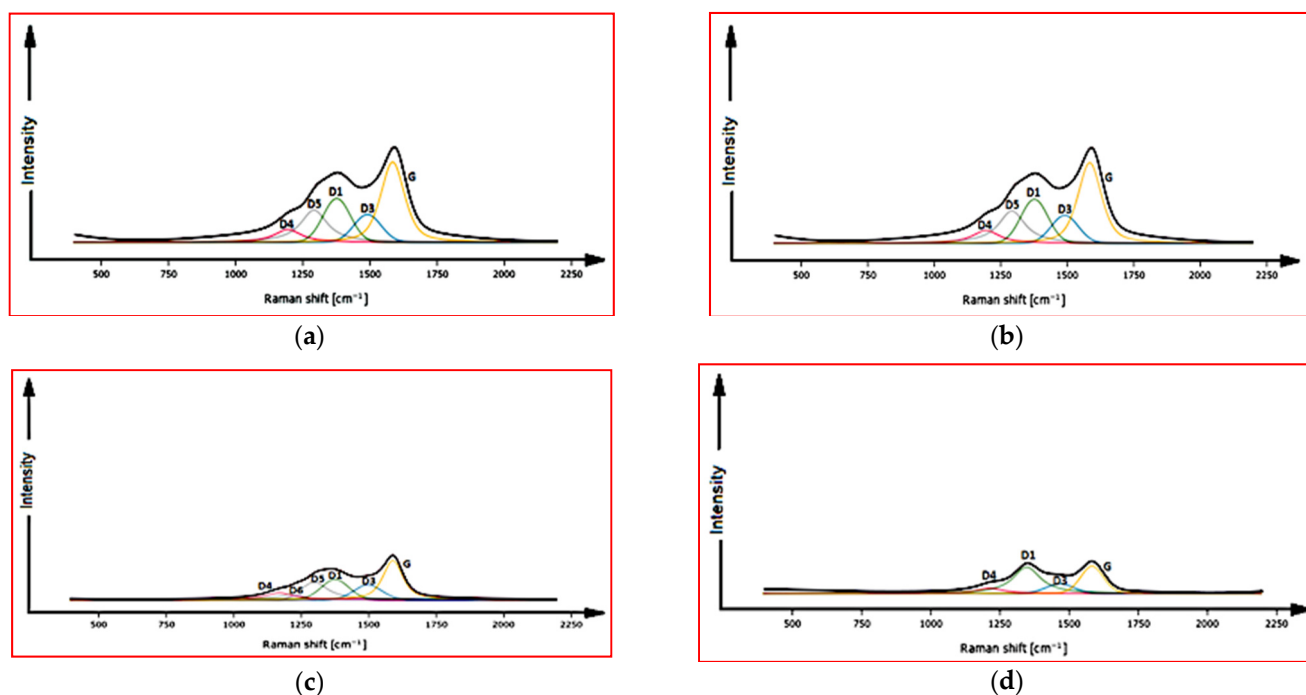 Intensity
D4
D5
D1
D3
G
500 750 1000 1250 1500 1750 2000 2250
Raman shift [cm⁻¹]
(a)
Intensity
D4
D5
D1
D3
G
500 750 1000 1250 1500 1750 2000 2250
Raman shift [cm⁻¹]
(b)
Intensity
D4
D6
D5
D1
D3
G
500 750 1000 1250 1500 1750 2000 2250
Raman shift [cm⁻¹]
(c)
Intensity
D4
D1
D3
G
500 750 1000 1250 1500 1750 2000 2250
Raman shift [cm⁻¹]
(d)